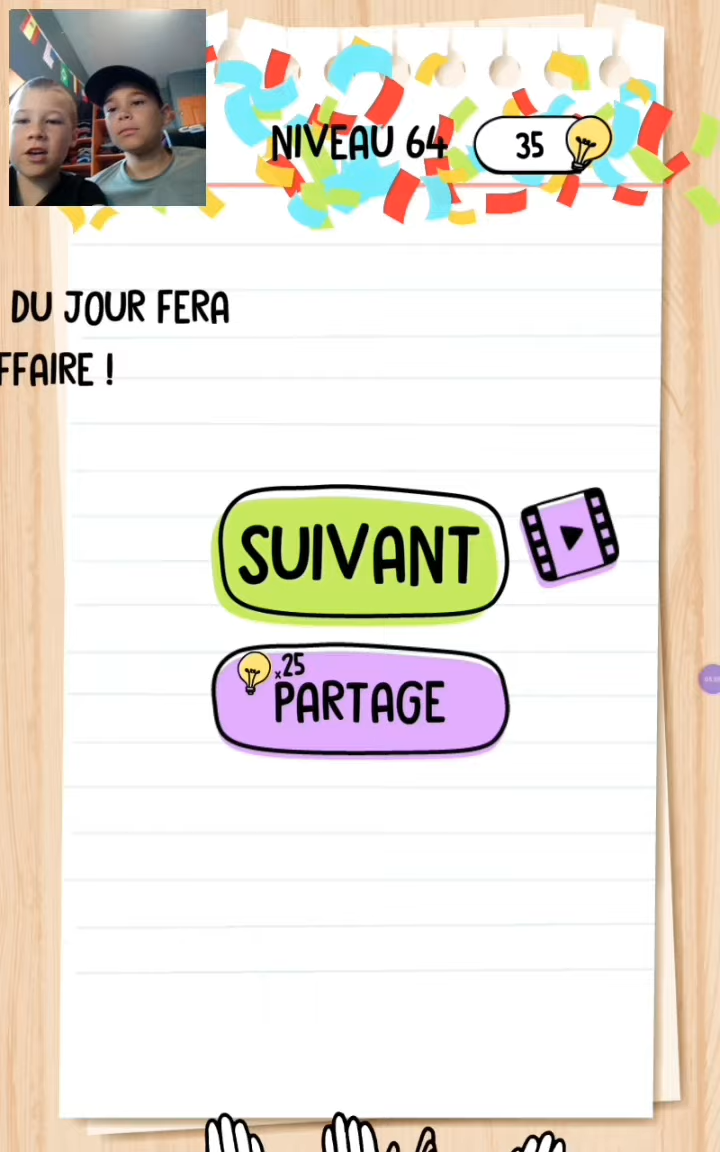 NIVEAU 64
35
DU JOUR FERA
FFAIRE !
SUIVANT
x25
PARTAGE